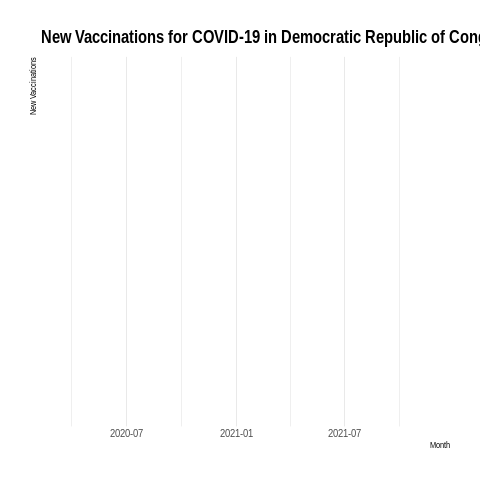 New Vaccinations for COVID-19 in Democratic Republic of Cong
New Vaccinations
2020-07
2021-01
2021-07
Month